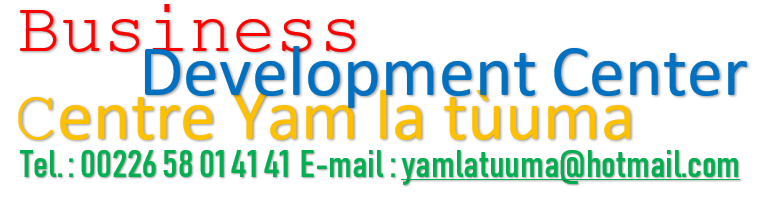 Business
Development Center
Centre Yam la tùuma
Tel. : 00226 58 01 41 41 E-mail : yamlatuuma@hotmail.com